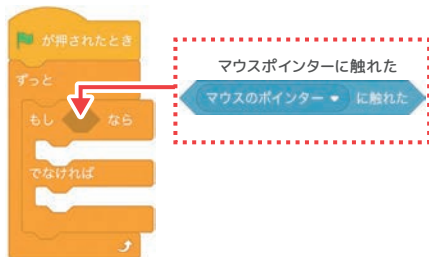 が押されたとき
ずっと
もし なら
でなければ
マウスポインターに触れた
マウスのポインター に触れた